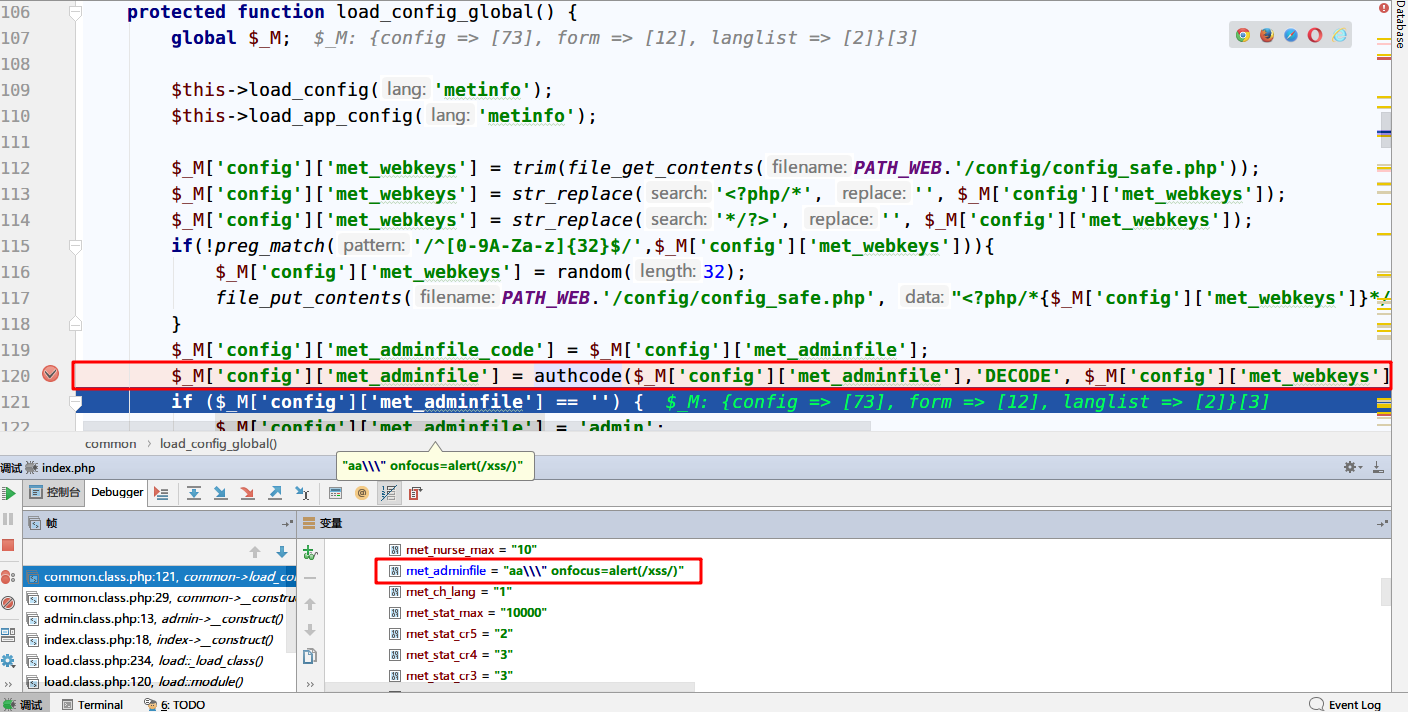 106 protected function load_config_global() {
107 global $_M; $_M: {config => [73], form => [12], langlist => [2]}[3]
108
109 $this->load_config( lang: 'metinfo');
110 $this->load_app_config( lang: 'metinfo');
111
112 $_M['config']['met_webkeys'] = trim(file_get_contents( filename: PATH_WEB.'/config/config_safe.php'));
113 $_M['config']['met_webkeys'] = str_replace( search: '<?php/*', replace: '', $_M['config']['met_webkeys']);
114 $_M['config']['met_webkeys'] = str_replace( search: '*/?>', replace: '', $_M['config']['met_webkeys']);
115 if(!preg_match( pattern: '/^[0-9A-Za-z]{32}$/',$_M['config']['met_webkeys'])){
116 $_M['config']['met_webkeys'] = random( length: 32);
117 file_put_contents( filename: PATH_WEB.'/config/config_safe.php', data: "<?php/*{$_M['config']['met_webkeys']}*/
118 }
119 $_M['config']['met_adminfile_code'] = $_M['config']['met_adminfile'];
120 $_M['config']['met_adminfile'] = authcode($_M['config']['met_adminfile'],'DECODE', $_M['config']['met_webkeys']
121 if ($_M['config']['met_adminfile'] == '') { $_M: {config => [73], form => [12], langlist => [2]}[3]
122 $_M['config']['met_adminfile'] = 'admin';
Database
common › load_config_global()
"aa\\\" onfocus=alert(/xss/)"
调试 index.php
控制台 Debugger
帧
变量
common.class.php:121, common->load_co
common.class.php:29, common->__constru
admin.class.php:13, admin->__construct()
index.class.php:18, index->__construct()
load.class.php:234, load::_load_class()
load.class.php:120, load::module()
met_nurse_max = "10"
met_adminfile = "aa\\\" onfocus=alert(/xss/)"
met_ch_lang = "1"
met_stat_max = "10000"
met_stat_cr5 = "2"
met_stat_cr4 = "3"
met_stat_cr3 = "3"
调试 Terminal 6: TODO Event Log